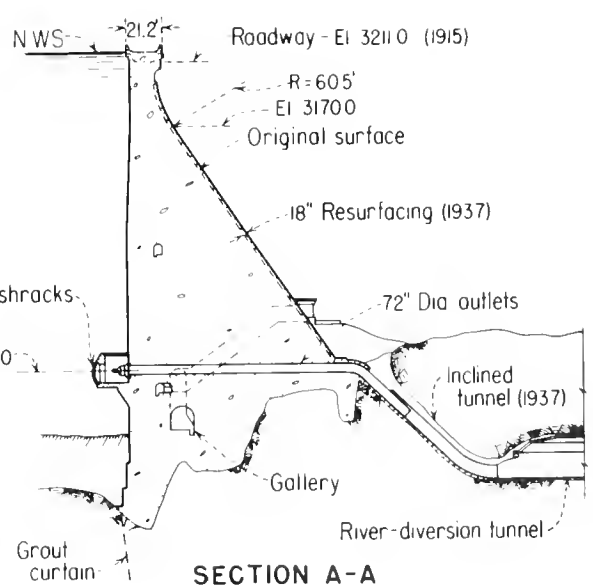 21.2'
NWS
Roadway - El 3211 0 (1915)
R = 60 5'
El 3170 0
Original surface
18" Resurfacing (1937)
shracks
72" Dia outlets
0
Inclined
tunnel (1937)
Gallery
River-diversion tunnel
Grout
curtain
SECTION A-A